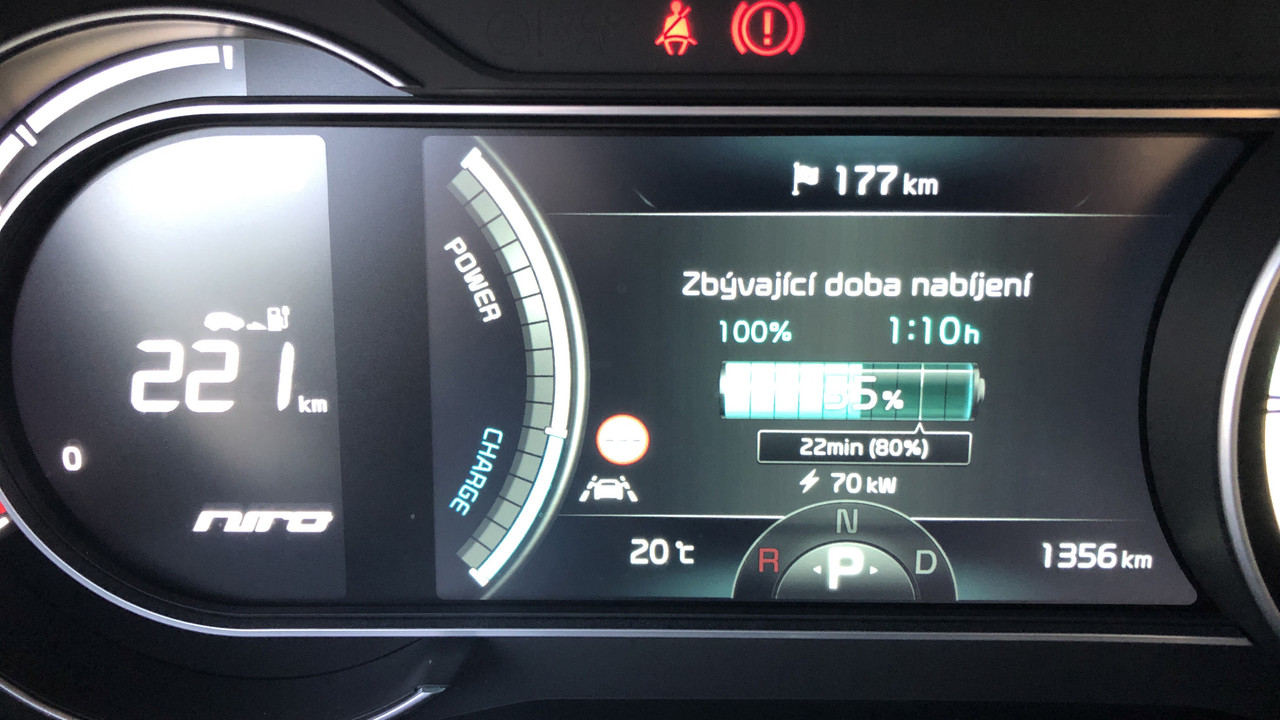 177 km
POWER
Zbývající doba nabíjení
100% 1:10h
55%
221 km
CHARGE
22min (80%)
0
70 kW
niro
N
20°C
R P D
1356 km